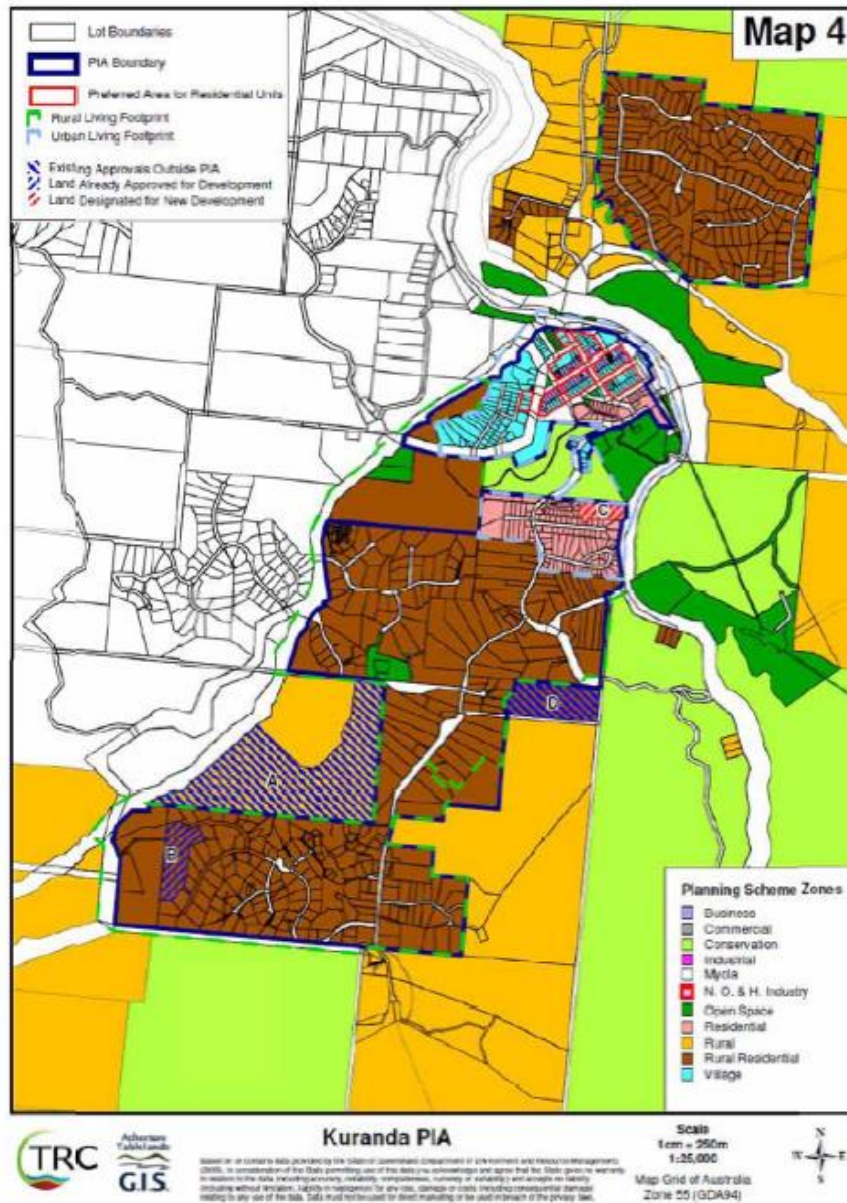 Map 4
Lot Boundaries
PIA Boundary
Preferred Area for Residential Units
Rural Living Footprint
Urban Living Footprint
Existing Approvals Outside PIA
Land Already Approved for Development
Land Designated for New Development
C
D
A
B
Planning Scheme Zones
Business
Commercial
Conservation
Industrial
Myola
N. O. & H. Industry
Open Space
Residential
Rural
Rural Residential
Village
TRC
Atherton
Tablelands
G.I.S.
Kuranda PIA
Scale
1cm = 250m
1:25,000
Map Grid of Australia
Zone 55 (GDA94)
N
E
S